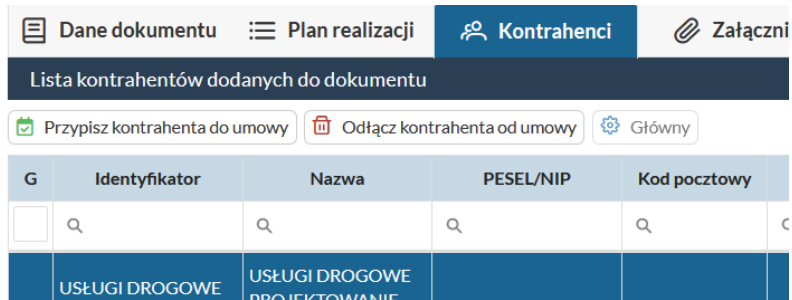 Dane dokumentu Plan realizacji Kontrahenci
Lista kontrahentów dodanych do dokumentu
Przypisz kontrahenta do umowy Odłącz kontrahenta od umowy Główny
G Identyfikator Nazwa PESEL/NIP Kod pocztowy
USŁUGI DROGOWE
USŁUGI DROGOWE
PROJEKTOWANIE